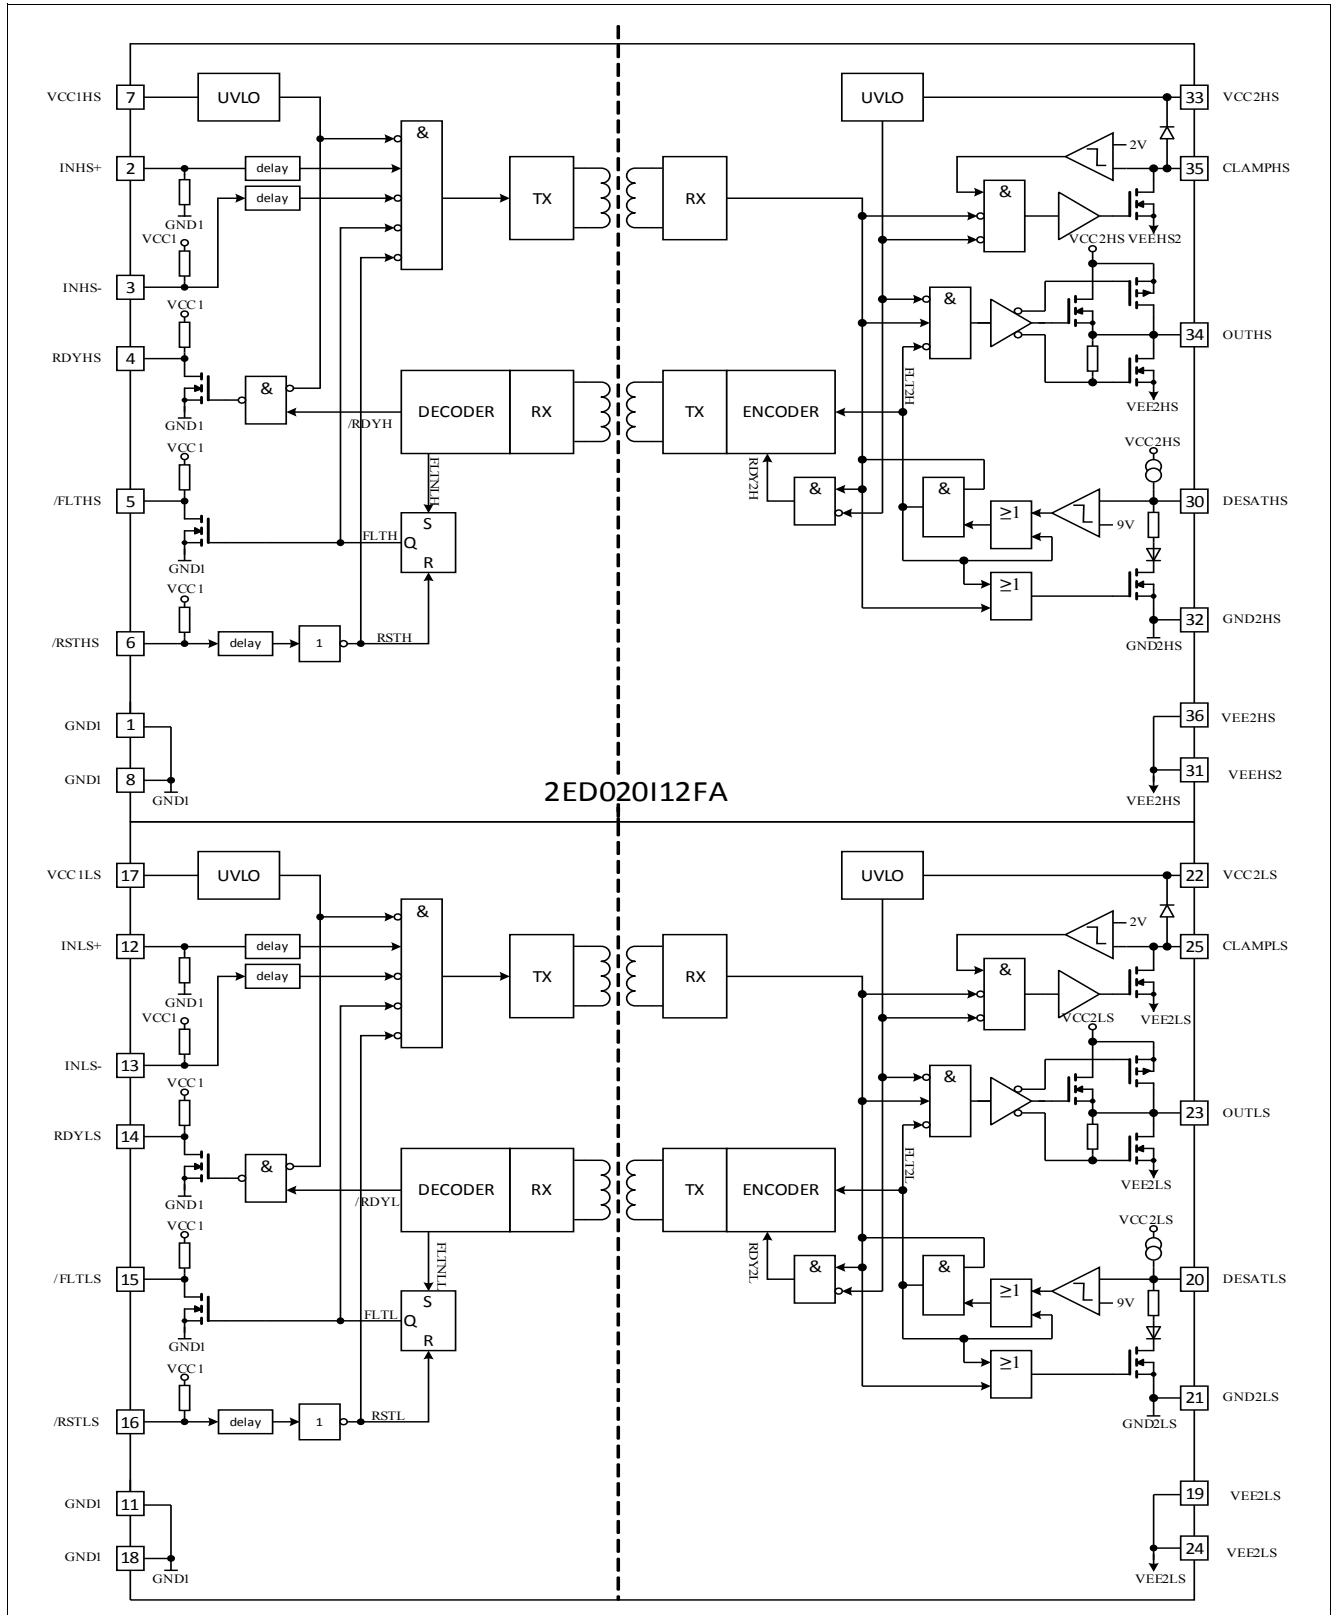 VCC1HS 7 UVLO UVLO 33 VCC2HS
& 2V
INHS+ 2 delay 35 CLAMPHS
delay TX RX &
GND1
VCC1 VCC2HS VEEHS2
INHS- 3
VCC1 &
RDYHS 4 34 OUTHS
& DECODER RX TX ENCODER FLT2H
/RDYH VEE2HS
GND1
VCC1 VCC2HS
FLTNLH RDY2H
/FLTHS 5 & & ≥1 9V 30 DESATHS
S
FLTH Q
R
GND1
VCC1 ≥1
/RSTHS 6 delay 1 RSTH 32 GND2HS
GND2HS
GND1 1 36 VEE2HS
GND1 8 31 VEEHS2
GND1 VEE2HS
2ED020I12FA
VCC1LS 17 UVLO UVLO 22 VCC2LS
& 2V
INLS+ 12 delay 25 CLAMPLS
delay TX RX &
GND1
VCC1 VCC2LS VEE2LS
INLS- 13
VCC1 &
RDYLS 14 23 OUTLS
& DECODER RX TX ENCODER FLT2L
/RDYL VEE2LS
GND1
VCC1 VCC2LS
FLTNLL RDY2L
/FLTLS 15 & & ≥1 9V 20 DESATLS
S
FLTL Q
R
GND1
VCC1 ≥1
/RSTLS 16 delay 1 RSTL 21 GND2LS
GND2LS
GND1 11 19 VEE2LS
GND1 18 24 VEE2LS
GND1 VEE2LS